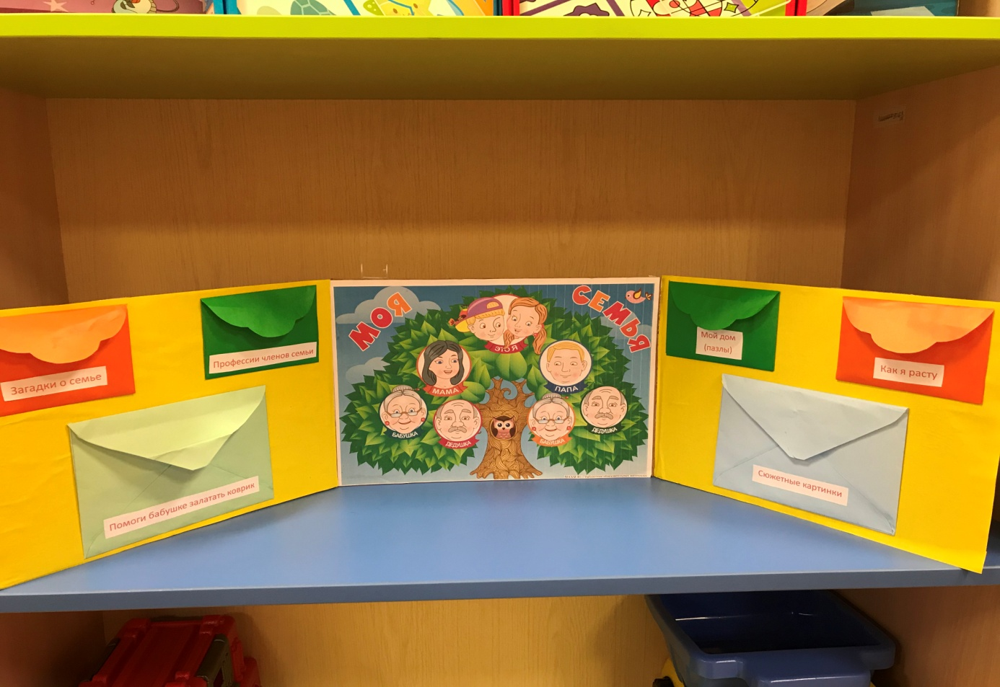 Загадки о семье
Профессии членов семьи
Помоги бабушке залатать коврик
МОЯ
СЕМЬЯ
ЭТО Я
МАМА
ПАПА
БАБУШКА
ДЕДУШКА
БАБУШКА
ДЕДУШКА
Мой дом
(пазлы)
Как я расту
Сюжетные картинки